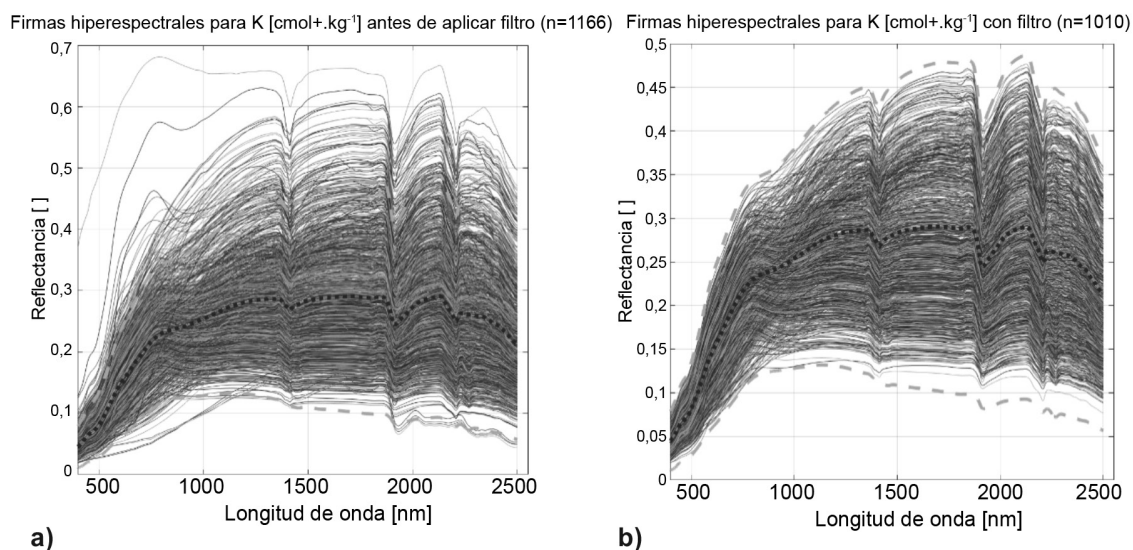 Firmas hiperespectrales para K [cmol+.kg⁻¹] antes de aplicar filtro (n=1166)
0,7
0,6
0,5
0,4
0,3
0,2
0,1
0
Reflectancia [ ]
500 1000 1500 2000 2500
Longitud de onda [nm]
a)
Firmas hiperespectrales para K [cmol+.kg⁻¹] con filtro (n=1010)
0,5
0,45
0,4
0,35
0,3
0,25
0,2
0,15
0,1
0,05
0
Reflectancia [ ]
500 1000 1500 2000 2500
Longitud de onda [nm]
b)